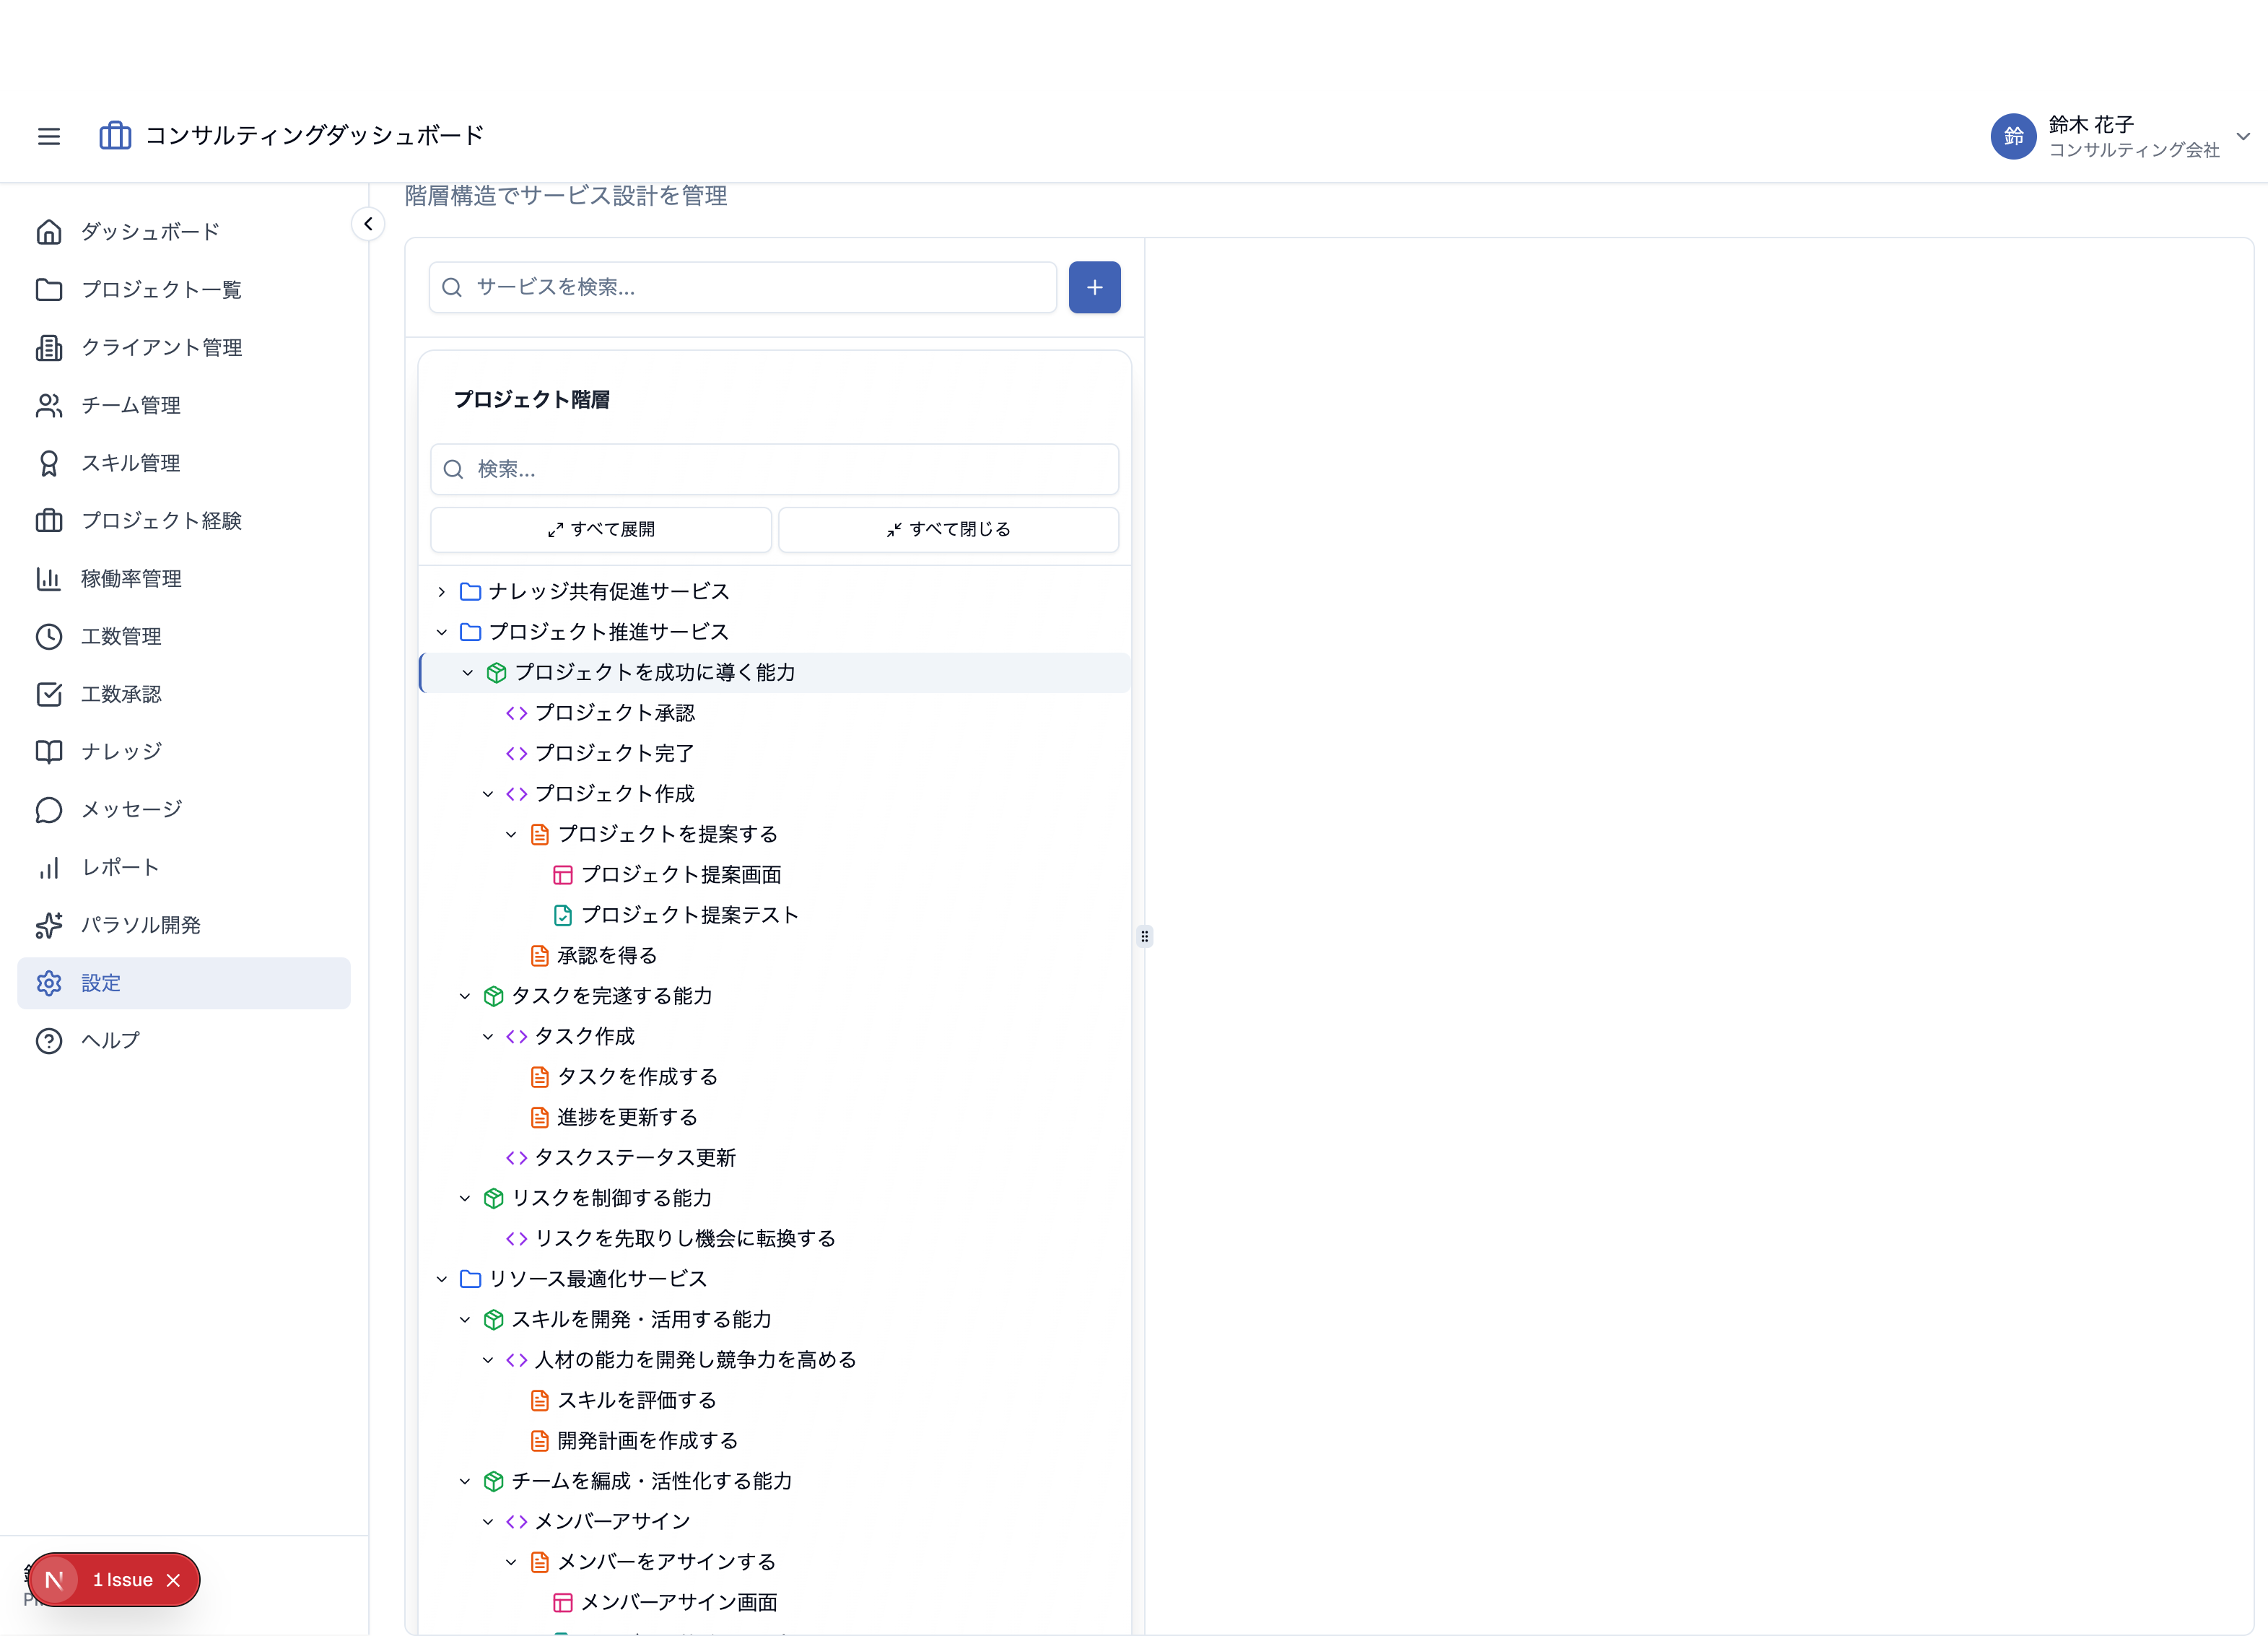 コンサルティングダッシュボード
鈴
鈴木 花子
コンサルティング会社
ダッシュボード
プロジェクト一覧
クライアント管理
チーム管理
スキル管理
プロジェクト経験
稼働率管理
工数管理
工数承認
ナレッジ
メッセージ
レポート
パラソル開発
設定
ヘルプ
N 1 Issue
階層構造でサービス設計を管理
サービスを検索...
プロジェクト階層
検索...
すべて展開
すべて閉じる
ナレッジ共有促進サービス
プロジェクト推進サービス
プロジェクトを成功に導く能力
プロジェクト承認
プロジェクト完了
プロジェクト作成
プロジェクトを提案する
プロジェクト提案画面
プロジェクト提案テスト
承認を得る
タスクを完遂する能力
タスク作成
タスクを作成する
進捗を更新する
タスクステータス更新
リスクを制御する能力
リスクを先取りし機会に転換する
リソース最適化サービス
スキルを開発・活用する能力
人材の能力を開発し競争力を高める
スキルを評価する
開発計画を作成する
チームを編成・活性化する能力
メンバーアサイン
メンバーをアサインする
メンバーアサイン画面